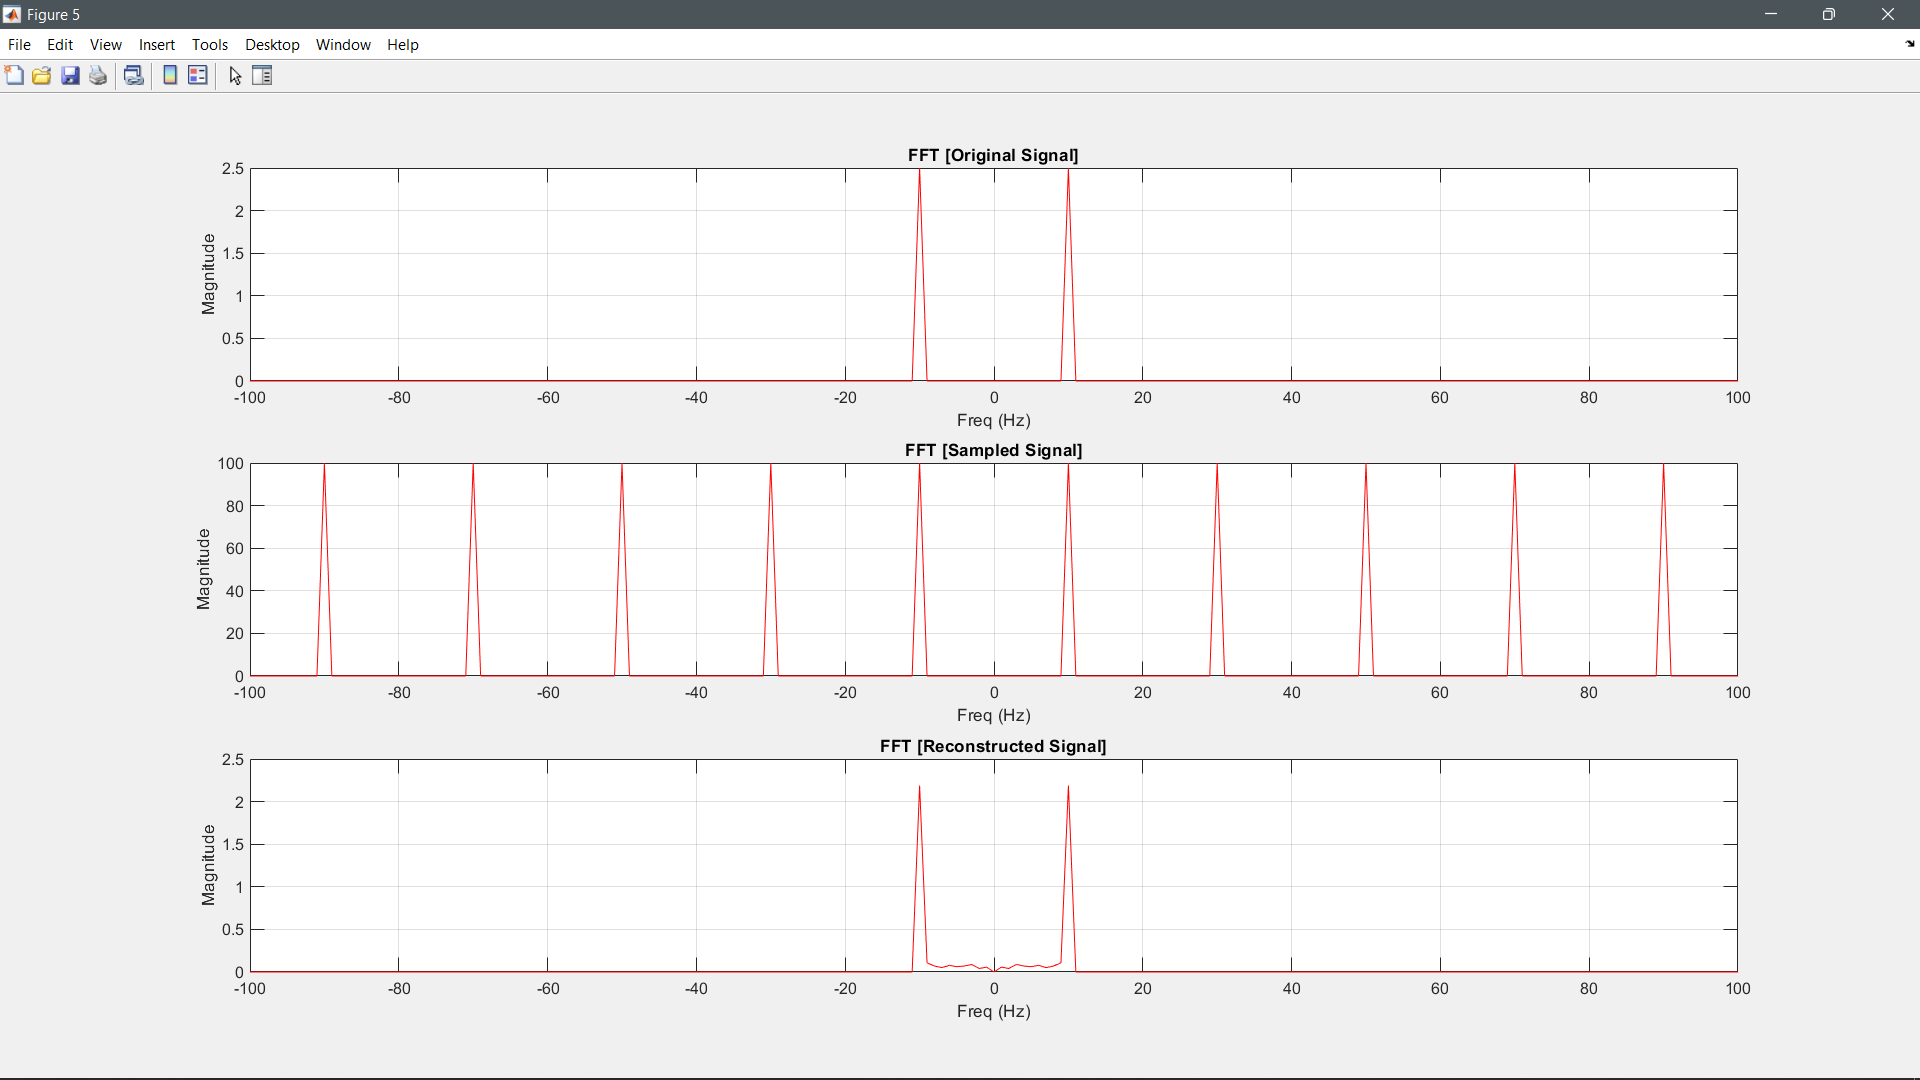 Figure 5
File Edit View Insert Tools Desktop Window Help
FFT [Original Signal]
2.5
2
1.5
1
0.5
0
Magnitude
-100 -80 -60 -40 -20 0 20 40 60 80 100
Freq (Hz)
FFT [Sampled Signal]
100
80
60
40
20
0
Magnitude
-100 -80 -60 -40 -20 0 20 40 60 80 100
Freq (Hz)
FFT [Reconstructed Signal]
2.5
2
1.5
1
0.5
0
Magnitude
-100 -80 -60 -40 -20 0 20 40 60 80 100
Freq (Hz)